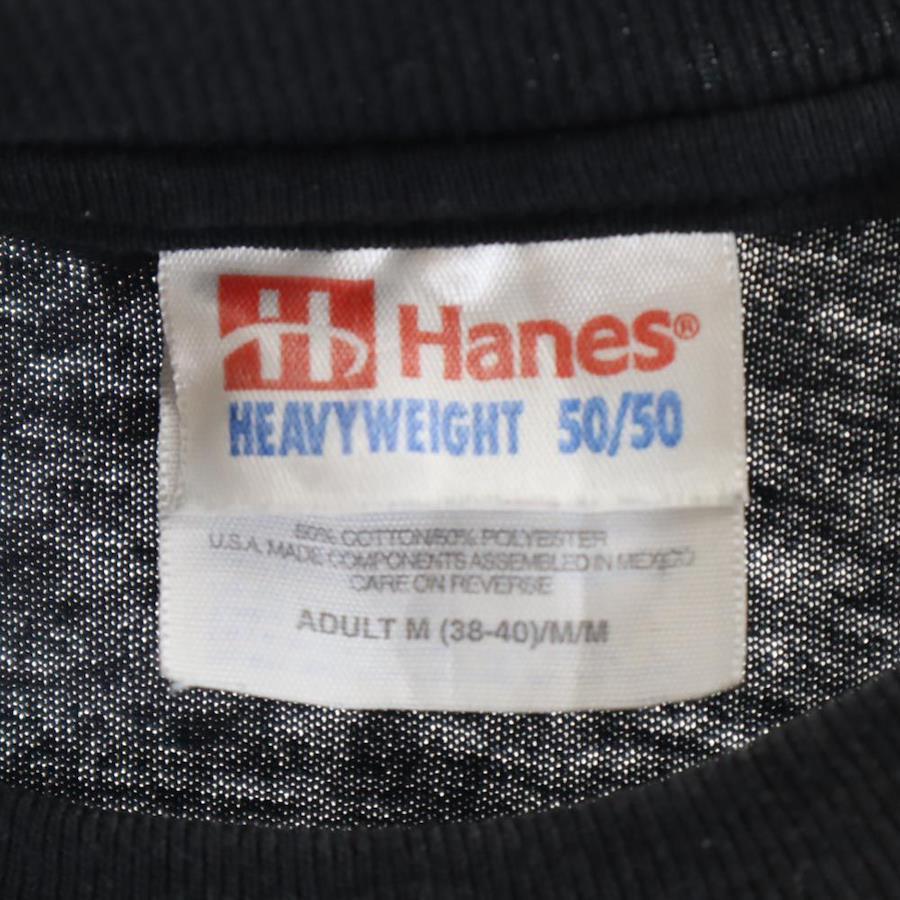 H Hanes®
HEAVYWEIGHT 50/50
50% COTTON/50% POLYESTER
U.S.A. MADE COMPONENTS ASSEMBLED IN MEXICO
CARE ON REVERSE
ADULT M (38-40)/M/M